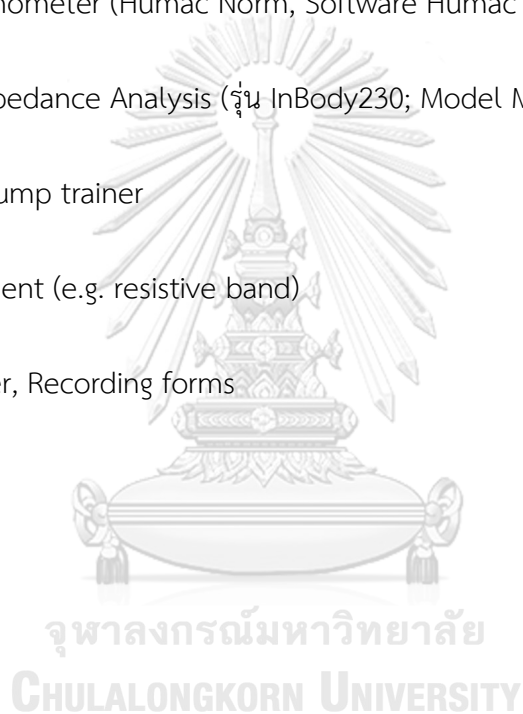 nometer (Humac Norm, Software Humac
pedance Analysis (รุ่น InBody230; Model M
ump trainer
ent (e.g. resistive band)
er, Recording forms
จุฬาลงกรณ์มหาวิทยาลัย
CHULALONGKORN UNIVERSITY